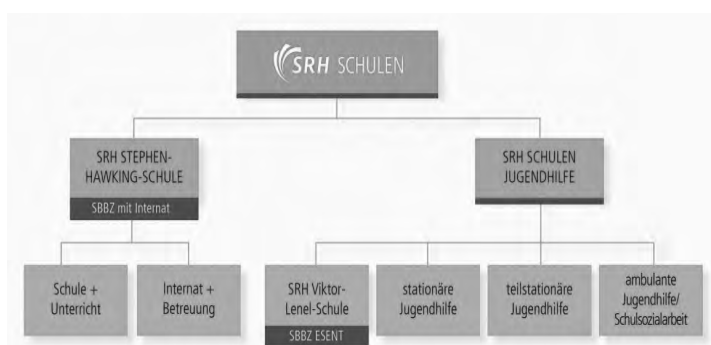 SRH SCHULEN
SRH STEPHEN-
HAWKING-SCHULE
SBBZ mit Internat
SRH SCHULEN
JUGENDHILFE
Schule +
Unterricht
Internat +
Betreuung
SRH Viktor-
Lenel-Schule
SBBZ ESENT
stationäre
Jugendhilfe
teilstationäre
Jugendhilfe
ambulante
Jugendhilfe/
Schulsozialarbeit